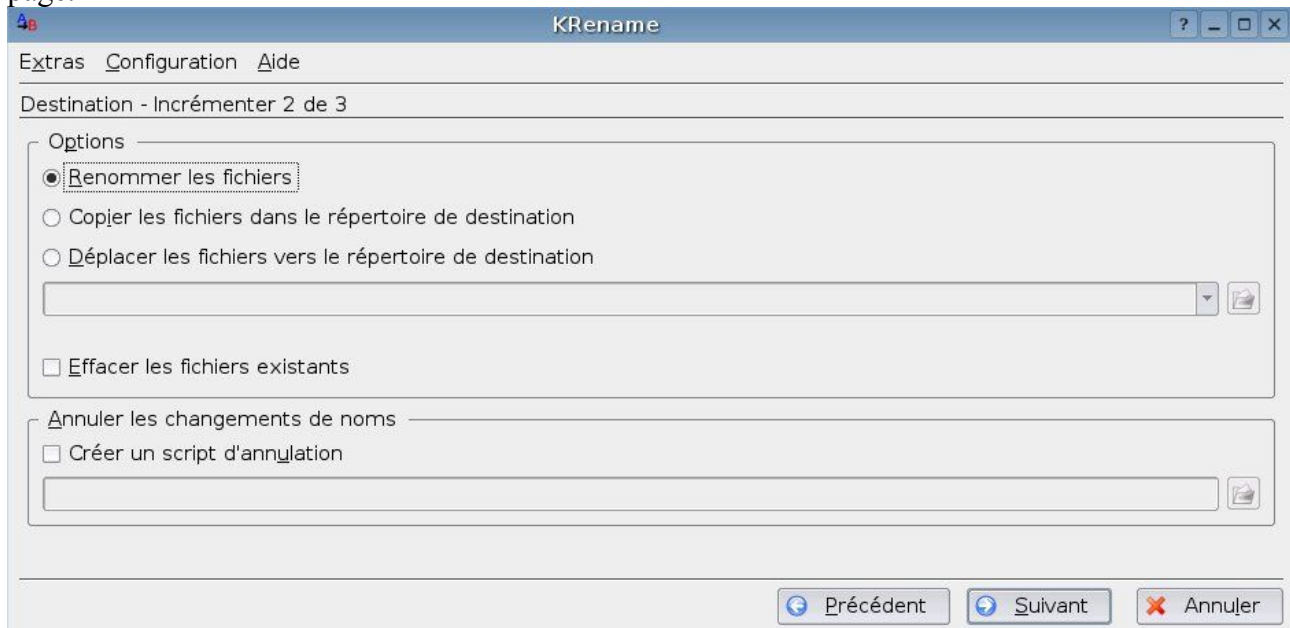 page.
KRename
Extras Configuration Aide
Destination - Incrémenter 2 de 3
Options
Renommer les fichiers
Copier les fichiers dans le répertoire de destination
Déplacer les fichiers vers le répertoire de destination
Effacer les fichiers existants
Annuler les changements de noms
Créer un script d'annulation
Précédent Suivant Annuler